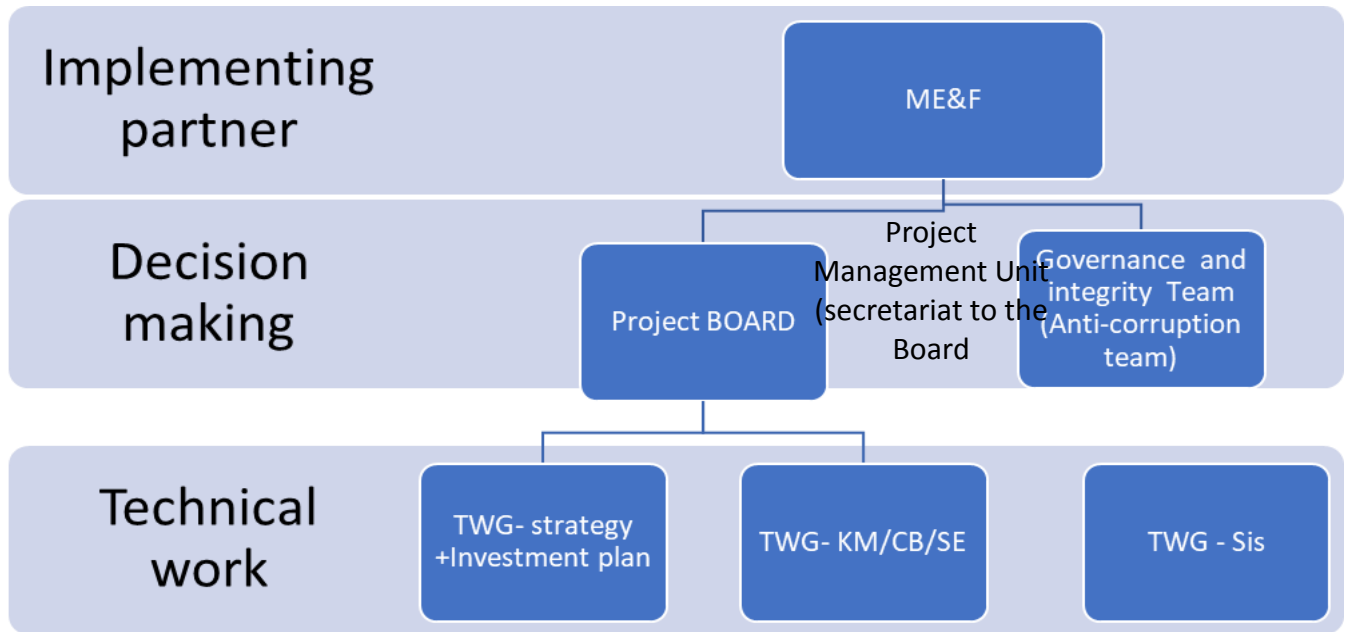 Implementing
partner
ME&F
Decision
making
Project BOARD
Project
Management Unit
(secretariat to the
Board
Governance and
integrity Team
(Anti-corruption
team)
Technical
work
TWG- strategy
+Investment plan
TWG- KM/CB/SE
TWG - Sis